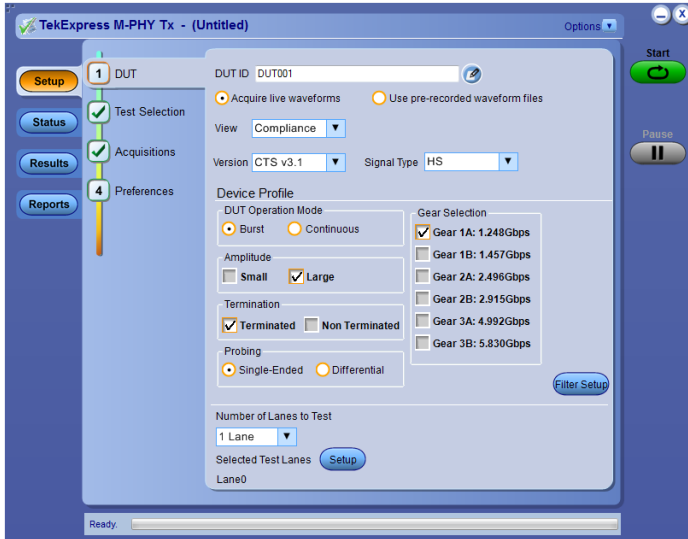 TekExpress M-PHY Tx - (Untitled)
Options
Start
Pause
Setup
Status
Results
Reports
1 DUT
Test Selection
Acquisitions
4 Preferences
DUT ID DUT001
Acquire live waveforms Use pre-recorded waveform files
View Compliance
Version CTS v3.1 Signal Type HS
Device Profile
DUT Operation Mode
Burst Continuous
Amplitude
Small Large
Termination
Terminated Non Terminated
Probing
Single-Ended Differential
Gear Selection
Gear 1A: 1.248Gbps
Gear 1B: 1.457Gbps
Gear 2A: 2.496Gbps
Gear 2B: 2.915Gbps
Gear 3A: 4.992Gbps
Gear 3B: 5.830Gbps
Filter Setup
Number of Lanes to Test
1 Lane
Selected Test Lanes Setup
Lane0
Ready.